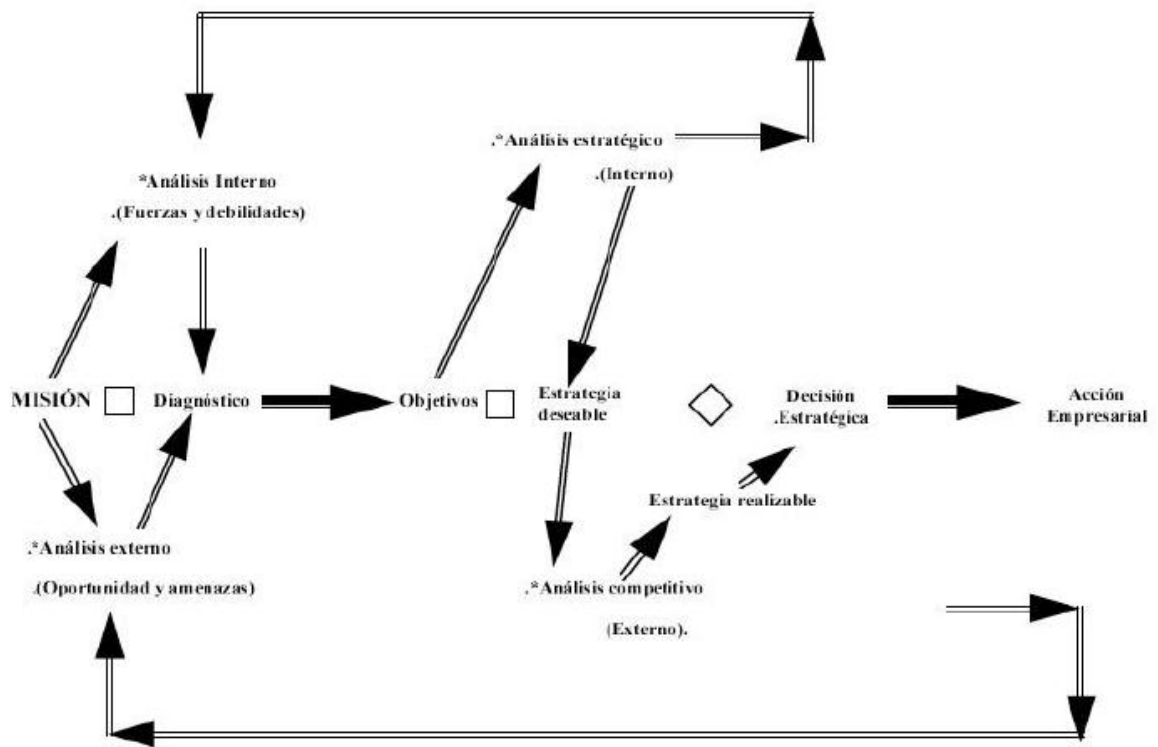 .*Análisis estratégico
.(Interno)
*Análisis Interno
.(Fuerzas y debilidades)
MISIÓN
Diagnóstico
Objetivos
Estrategia
deseable
Decisión
.Estratégica
Acción
Empresarial
Estrategia realizable
.*Análisis externo
.(Oportunidad y amenazas)
.*Análisis competitivo
(Externo).